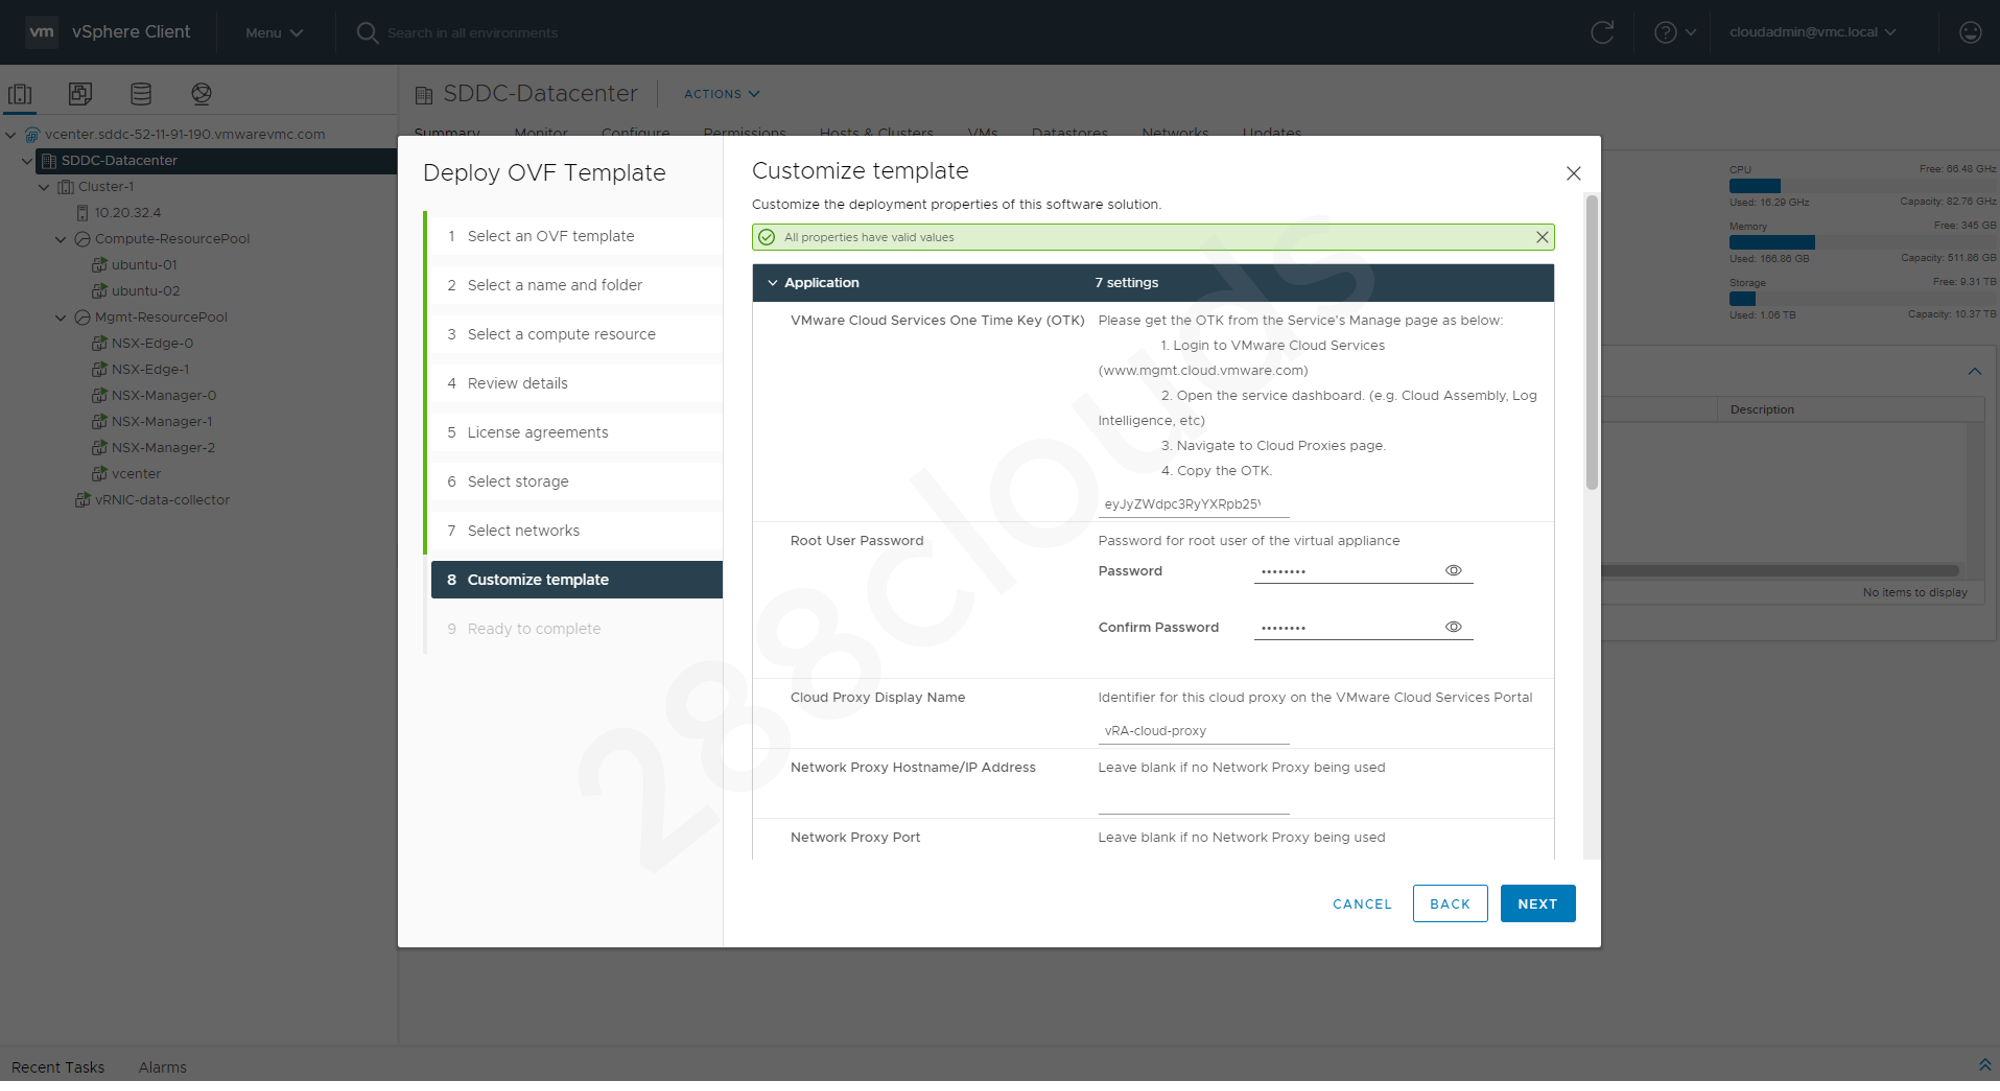 vm vSphere Client Menu Search in all environments cloudadmin@vmc.local
SDDC-Datacenter ACTIONS
Summary Monitor Configure Permissions Hosts & Clusters VMs Datastores Networks Updates
vcenter.sddc-52-11-91-190.vmwarevmc.com
SDDC-Datacenter
Cluster-1
10.20.32.4
Compute-ResourcePool
ubuntu-01
ubuntu-02
Mgmt-ResourcePool
NSX-Edge-0
NSX-Edge-1
NSX-Manager-0
NSX-Manager-1
NSX-Manager-2
vcenter
vRNIC-data-collector
Deploy OVF Template
1 Select an OVF template
2 Select a name and folder
3 Select a compute resource
4 Review details
5 License agreements
6 Select storage
7 Select networks
8 Customize template
9 Ready to complete
Customize template
Customize the deployment properties of this software solution.
All properties have valid values
Application 7 settings
VMware Cloud Services One Time Key (OTK)
Please get the OTK from the Service's Manage page as below:
1. Login to VMware Cloud Services
(www.mgmt.cloud.vmware.com)
2. Open the service dashboard. (e.g. Cloud Assembly, Log
Intelligence, etc)
3. Navigate to Cloud Proxies page.
4. Copy the OTK.
eyJyZWdpc3RyYXRpb25
Root User Password
Password for root user of the virtual appliance
Password ••••••••
Confirm Password ••••••••
Cloud Proxy Display Name
Identifier for this cloud proxy on the VMware Cloud Services Portal
vRA-cloud-proxy
Network Proxy Hostname/IP Address
Leave blank if no Network Proxy being used
Network Proxy Port
Leave blank if no Network Proxy being used
CANCEL BACK NEXT
288clouds
CPU Free: 66.48 GHz
Used: 16.29 GHz Capacity: 82.76 GHz
Memory Free: 345 GB
Used: 166.86 GB Capacity: 511.86 GB
Storage Free: 9.31 TB
Used: 1.06 TB Capacity: 10.37 TB
Description
No items to display
Recent Tasks Alarms